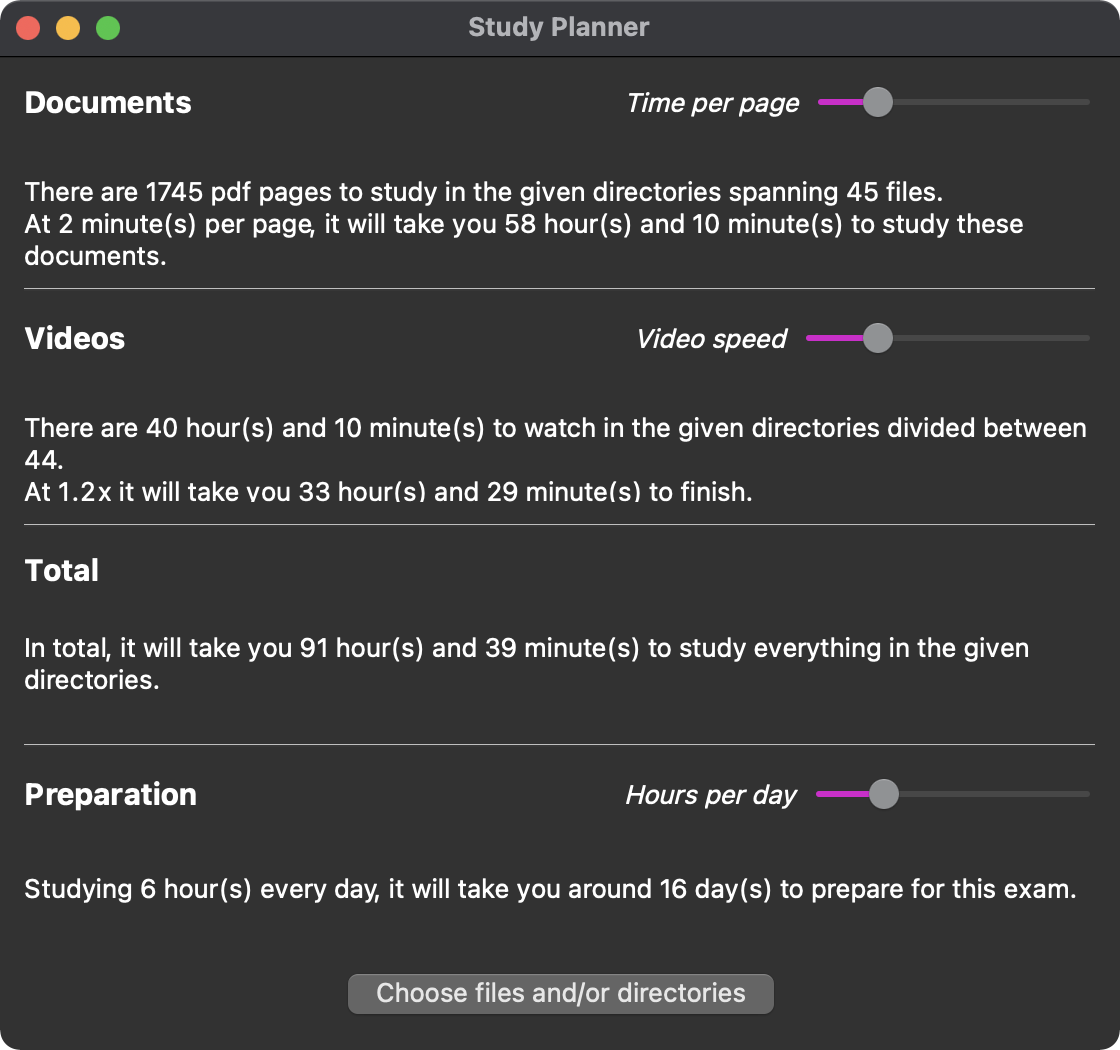 Study Planner
Documents
Time per page
There are 1745 pdf pages to study in the given directories spanning 45 files.
At 2 minute(s) per page, it will take you 58 hour(s) and 10 minute(s) to study these
documents.
Videos
Video speed
There are 40 hour(s) and 10 minute(s) to watch in the given directories divided between
44.
At 1.2x it will take you 33 hour(s) and 29 minute(s) to finish.
Total
In total, it will take you 91 hour(s) and 39 minute(s) to study everything in the given
directories.
Preparation
Hours per day
Studying 6 hour(s) every day, it will take you around 16 day(s) to prepare for this exam.
Choose files and/or directories